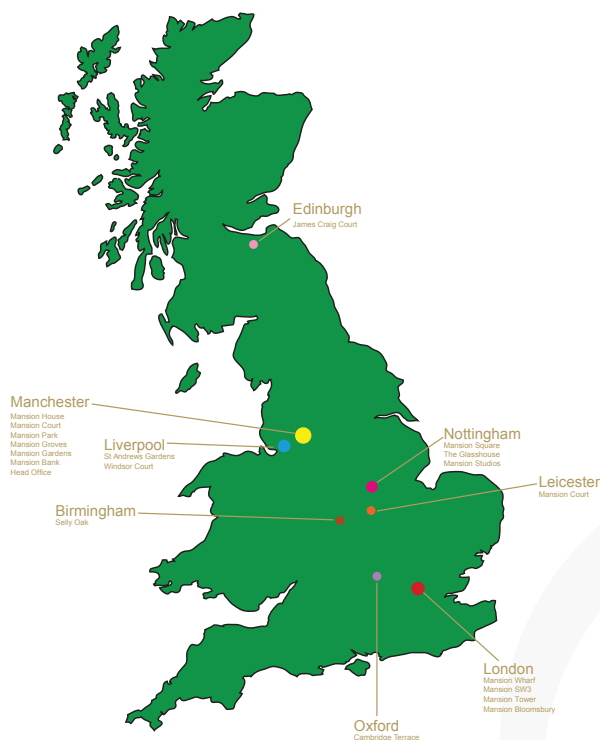 Edinburgh
James Craig Court
Manchester
Mansion House
Mansion Court
Mansion Park
Mansion Groves
Mansion Gardens
Mansion Bank
Head Office
Liverpool
St Andrews Gardens
Windsor Court
Nottingham
Mansion Square
The Glasshouse
Mansion Studios
Leicester
Mansion Court
Birmingham
Selly Oak
London
Mansion Wharf
Mansion SW3
Mansion Tower
Mansion Bloomsbury
Oxford
Cambridge Terrace